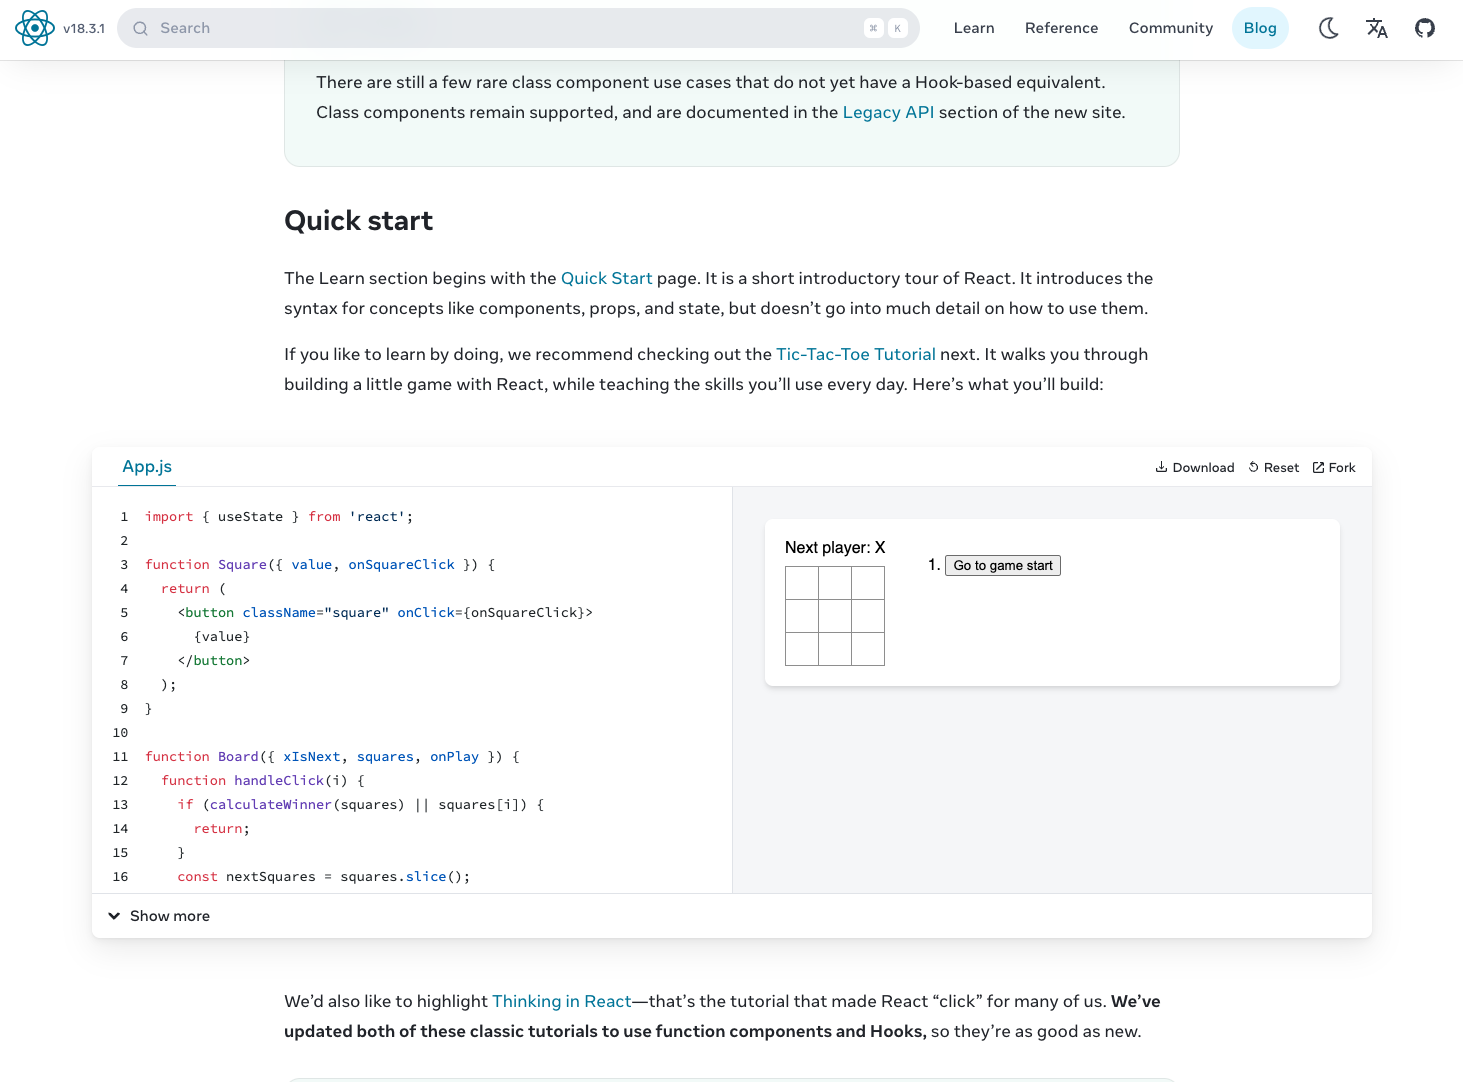 v18.3.1 Search ⌘ K Learn Reference Community Blog
There are still a few rare class component use cases that do not yet have a Hook-based equivalent.
Class components remain supported, and are documented in the Legacy API section of the new site.
Quick start
The Learn section begins with the Quick Start page. It is a short introductory tour of React. It introduces the
syntax for concepts like components, props, and state, but doesn’t go into much detail on how to use them.
If you like to learn by doing, we recommend checking out the Tic-Tac-Toe Tutorial next. It walks you through
building a little game with React, while teaching the skills you’ll use every day. Here’s what you’ll build:
App.js Download Reset Fork
1 import { useState } from 'react';
2
3 function Square({ value, onSquareClick }) {
4   return (
5     <button className="square" onClick={onSquareClick}>
6       {value}
7     </button>
8   );
9 }
10
11 function Board({ xIsNext, squares, onPlay }) {
12   function handleClick(i) {
13     if (calculateWinner(squares) || squares[i]) {
14       return;
15     }
16     const nextSquares = squares.slice();
Next player: X
1. Go to game start
Show more
We’d also like to highlight Thinking in React—that’s the tutorial that made React “click” for many of us. We’ve
updated both of these classic tutorials to use function components and Hooks, so they’re as good as new.